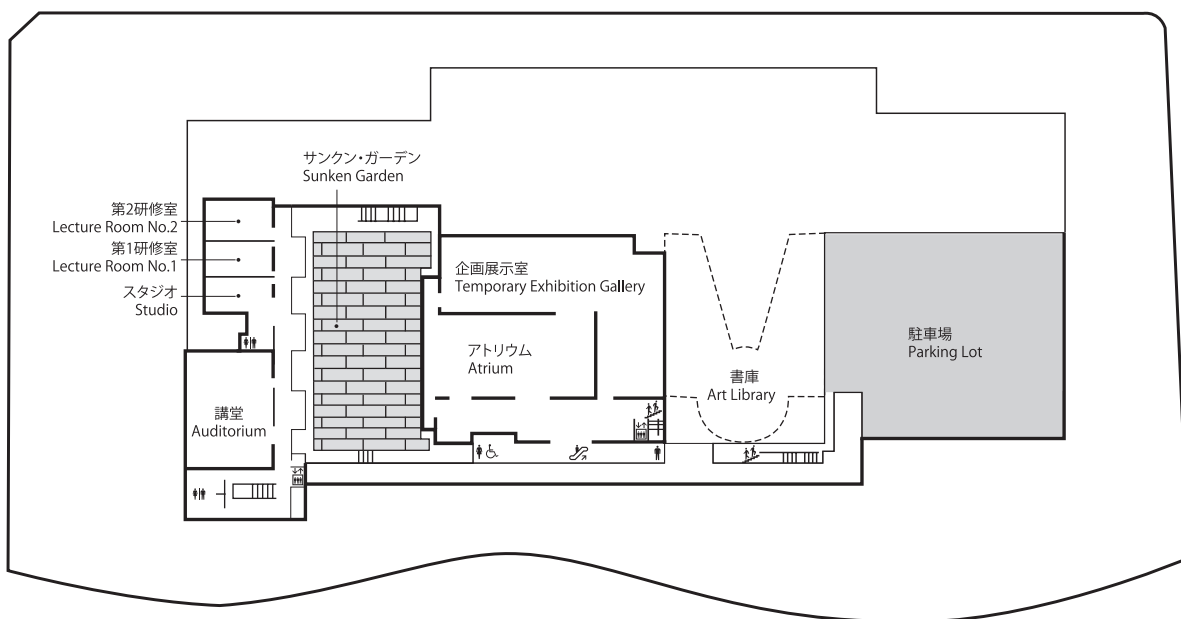 サンクン・ガーデン
Sunken Garden
第2研修室
Lecture Room No.2
第1研修室
Lecture Room No.1
スタジオ
Studio
企画展示室
Temporary Exhibition Gallery
アトリウム
Atrium
駐車場
Parking Lot
書庫
Art Library
講堂
Auditorium